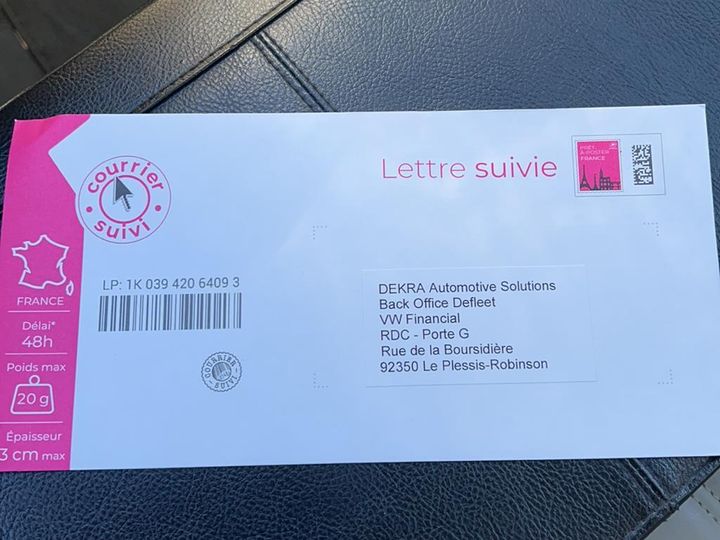 courrier
suivi
Lettre suivie
PRÊT-
À-POSTER
FRANCE
LP: 1K 039 420 6409 3
COURRIER
SUIVI
DEKRA Automotive Solutions
Back Office Defleet
VW Financial
RDC - Porte G
Rue de la Boursidière
92350 Le Plessis-Robinson
FRANCE
Délai*
48h
Poids max
20 g
Épaisseur
3 cm max